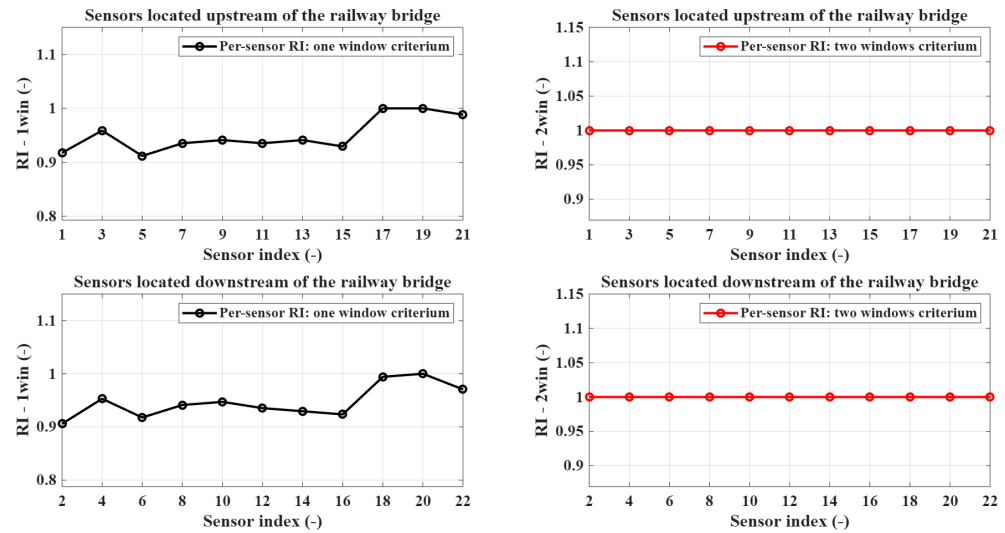 Sensors located upstream of the railway bridge
Per-sensor RI: one window criterium
RI - 1win (-)
1.1
1
0.9
0.8
1 3 5 7 9 11 13 15 17 19 21
Sensor index (-)
Sensors located upstream of the railway bridge
Per-sensor RI: two windows criterium
RI - 2win (-)
1.15
1.1
1.05
1
0.95
0.9
1 3 5 7 9 11 13 15 17 19 21
Sensor index (-)
Sensors located downstream of the railway bridge
Per-sensor RI: one window criterium
RI - 1win (-)
1.1
1
0.9
0.8
2 4 6 8 10 12 14 16 18 20 22
Sensor index (-)
Sensors located downstream of the railway bridge
Per-sensor RI: two windows criterium
RI - 2win (-)
1.15
1.1
1.05
1
0.95
0.9
2 4 6 8 10 12 14 16 18 20 22
Sensor index (-)